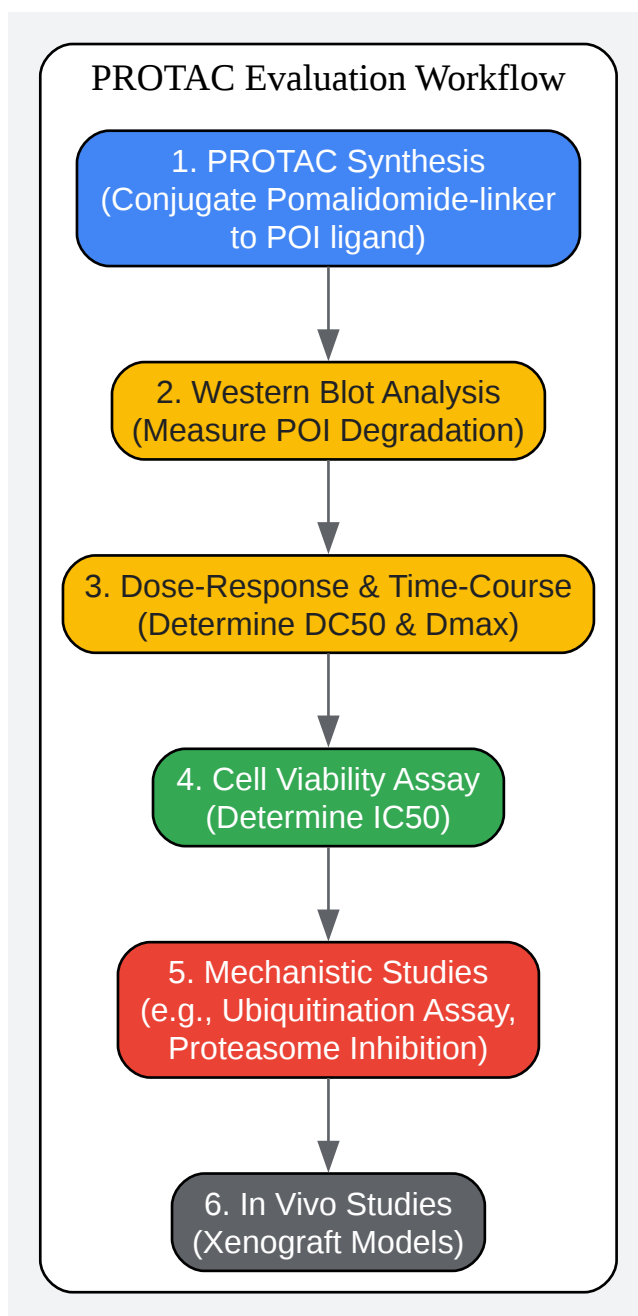 PROTAC Evaluation Workflow
1. PROTAC Synthesis
(Conjugate Pomalidomide-linker
to POI ligand)
2. Western Blot Analysis
(Measure POI Degradation)
3. Dose-Response & Time-Course
(Determine DC50 & Dmax)
4. Cell Viability Assay
(Determine IC50)
5. Mechanistic Studies
(e.g., Ubiquitination Assay,
Proteasome Inhibition)
6. In Vivo Studies
(Xenograft Models)